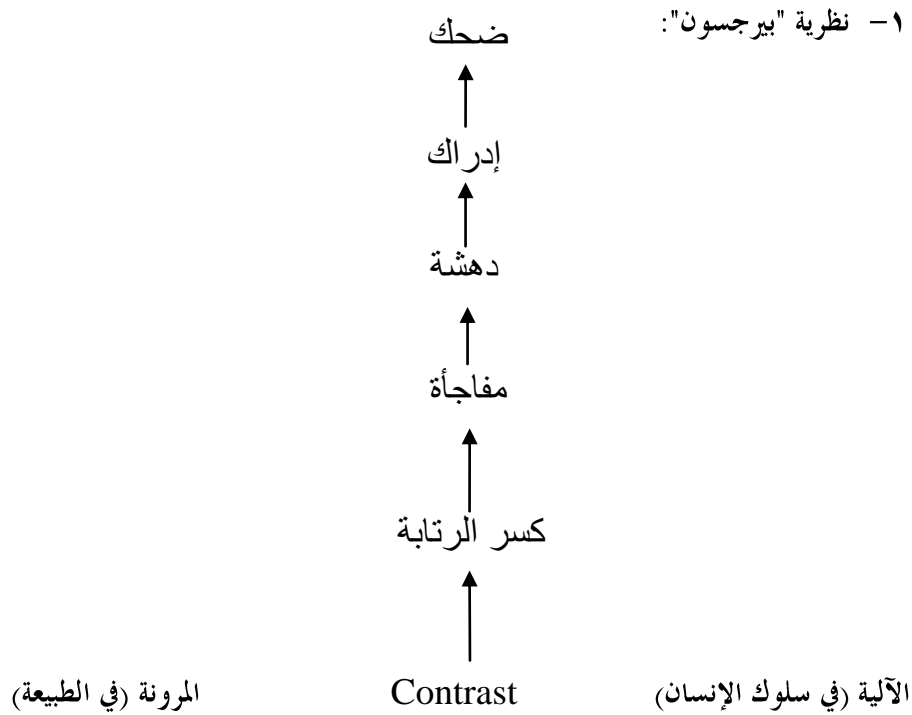 ١– نظرية "بيرجسون":
ضحك
إدراك
دهشة
مفاجأة
كسر الرتابة
الآلية (في سلوك الإنسان) Contrast المرونة (في الطبيعة)